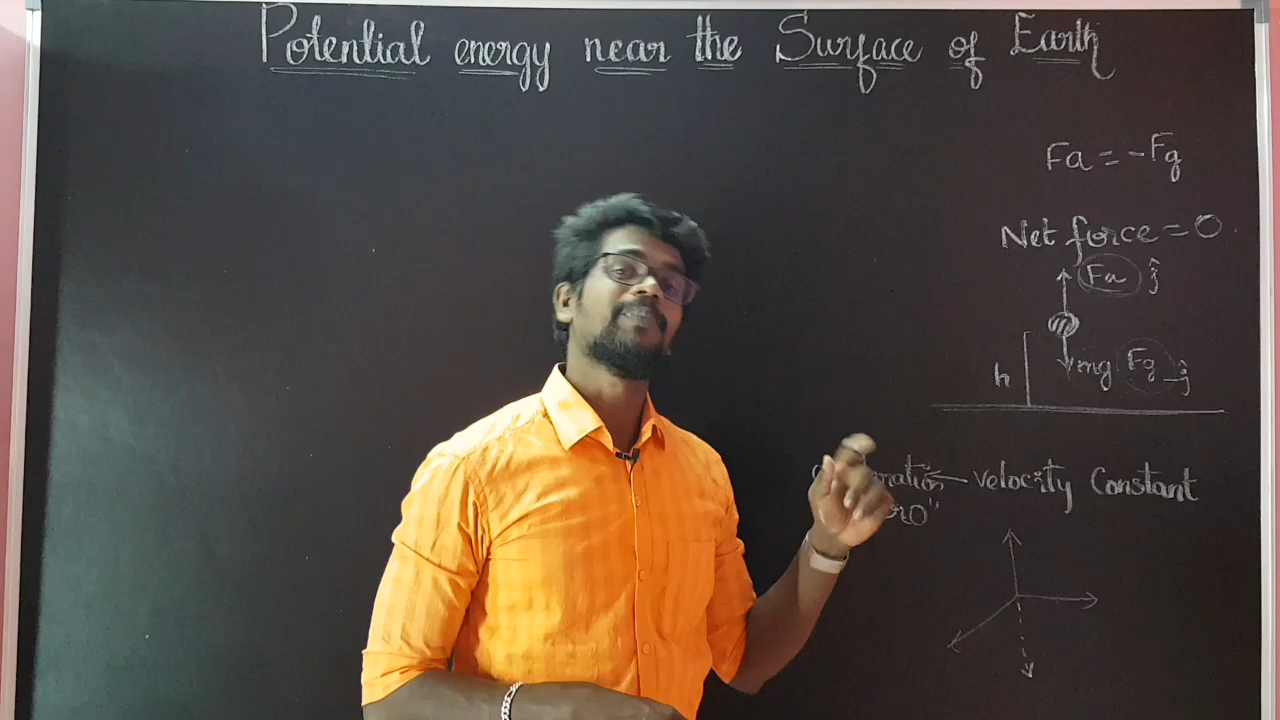 Potential energy near the Surface of Earth
Fa = -Fg
Net force = 0
Fa ĵ
h
mg Fg -ĵ
Velocity Constant